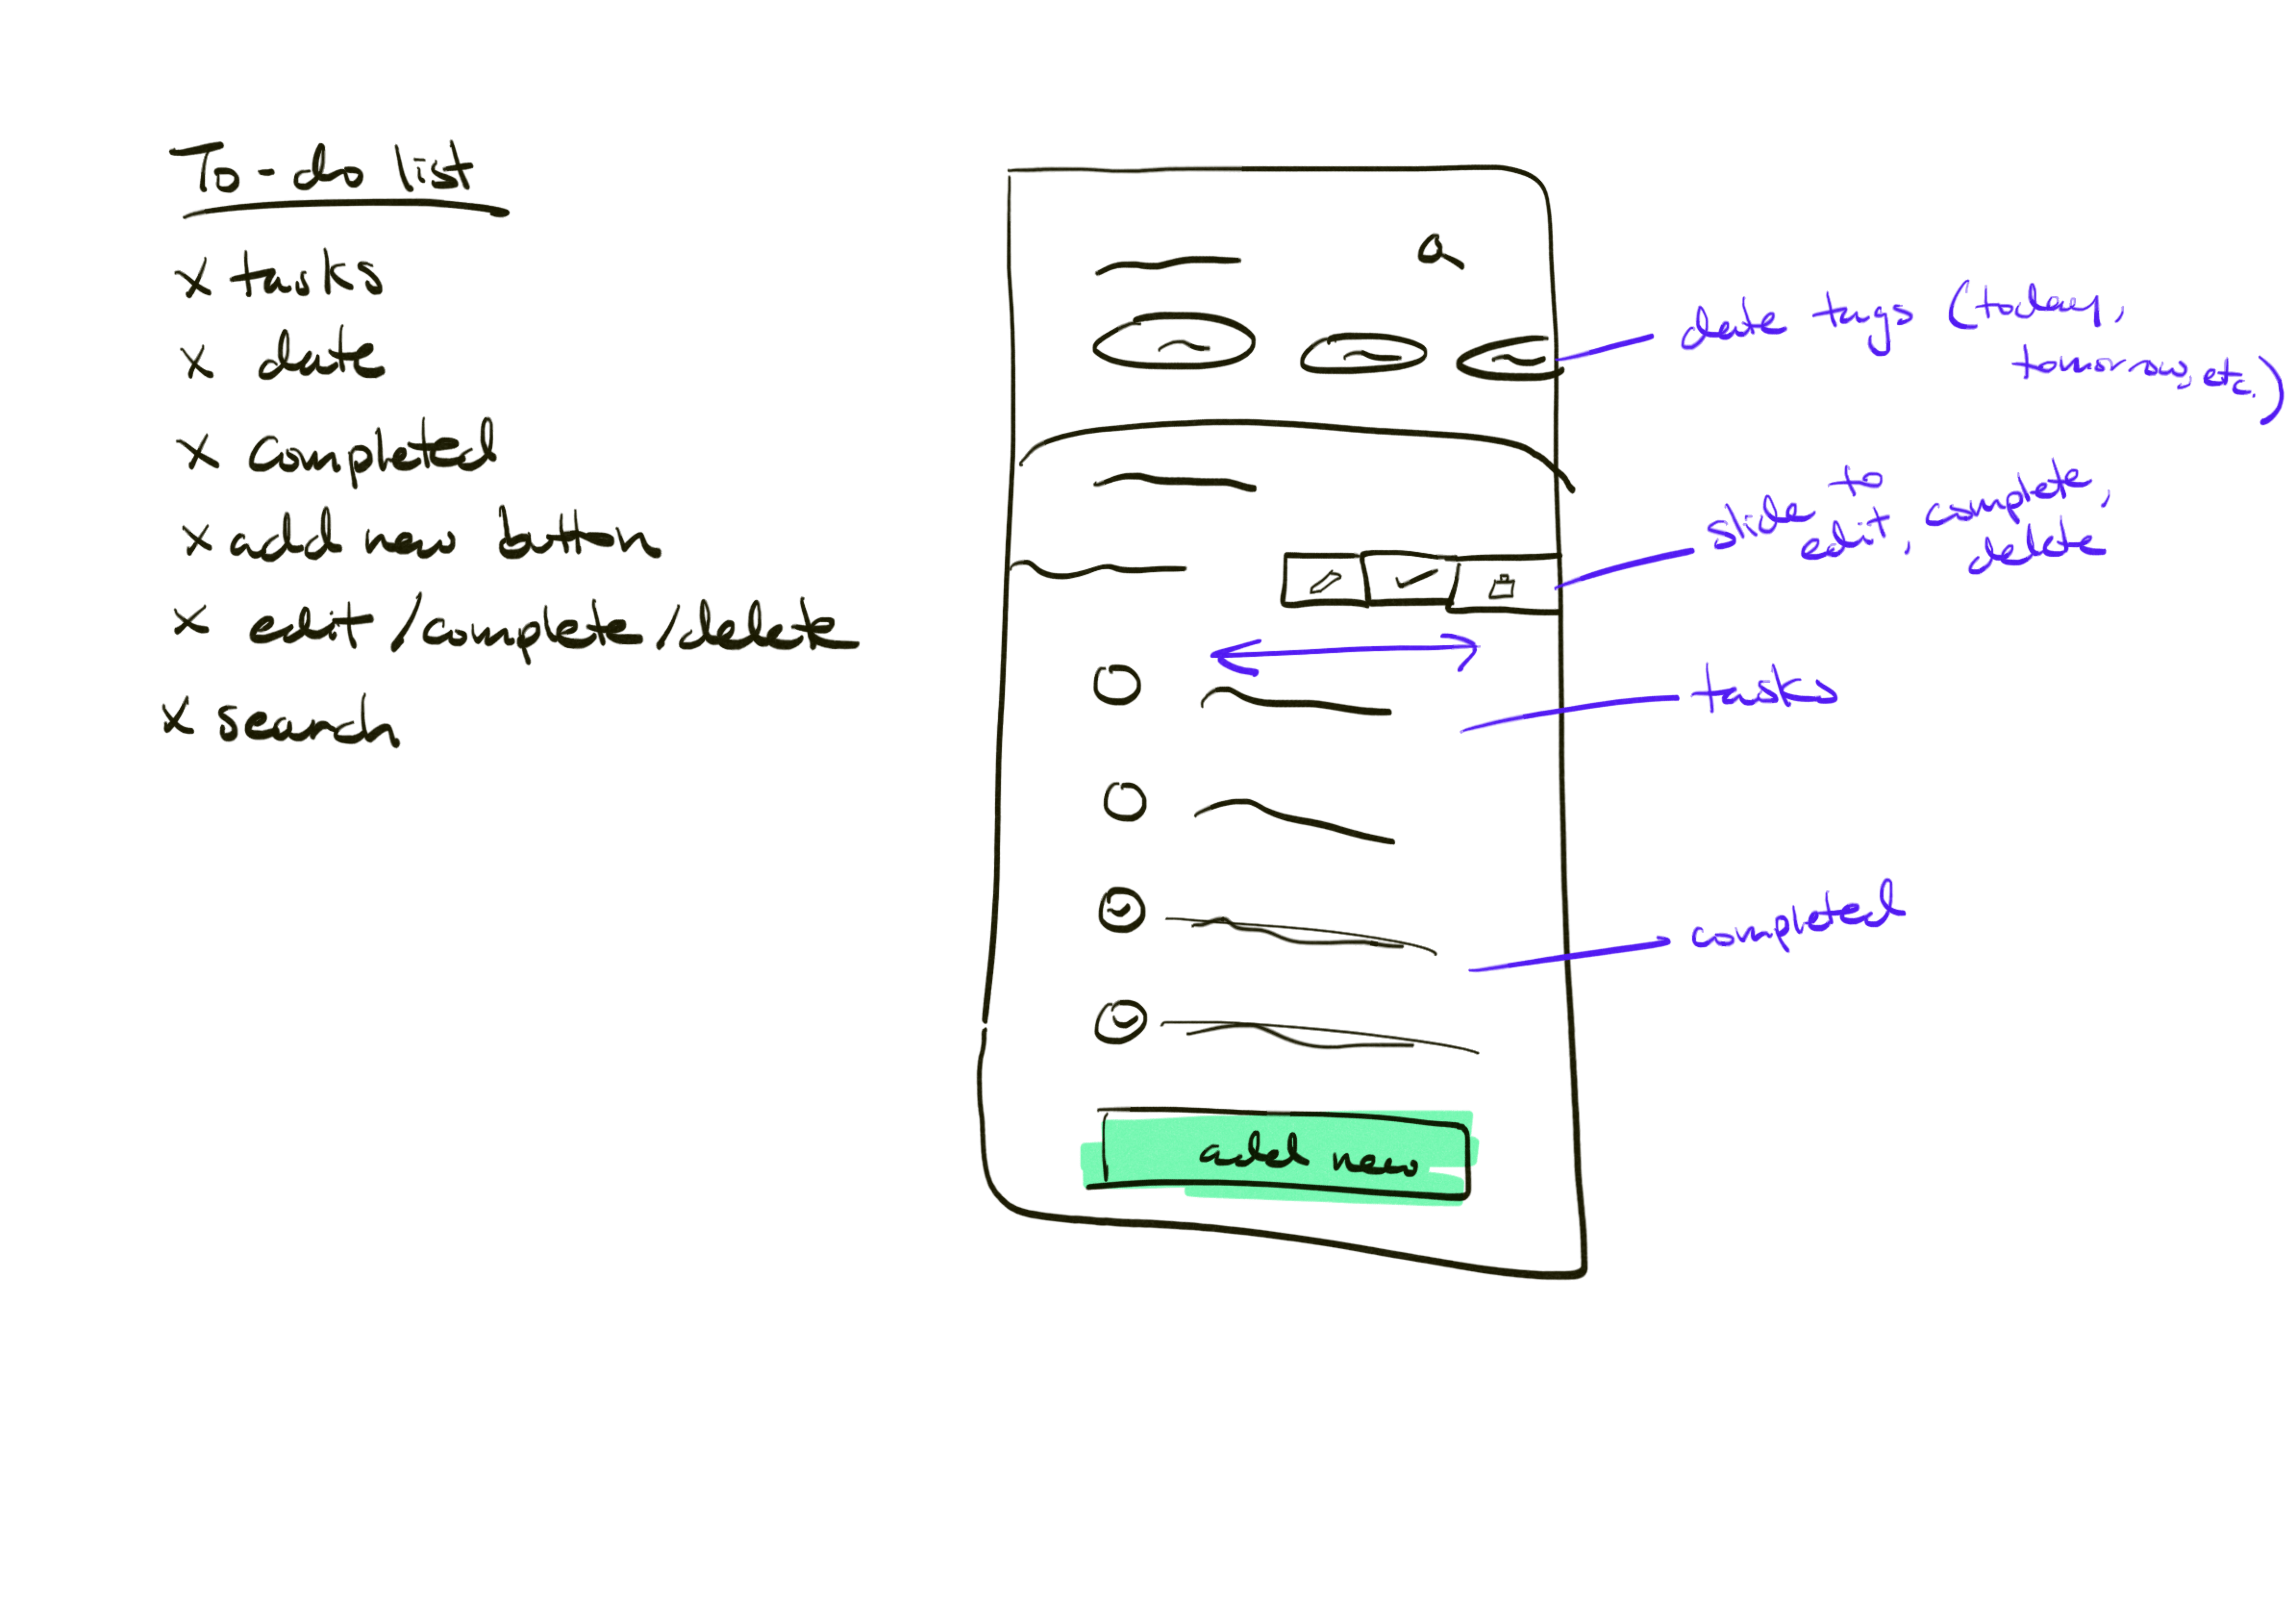 To-do list
x tasks
x date
x completed
x add new button
x edit/complete/delete
x search
date tags (today,
tomorrow, etc.)
slide to
edit, complete,
delete
tasks
completed
add new